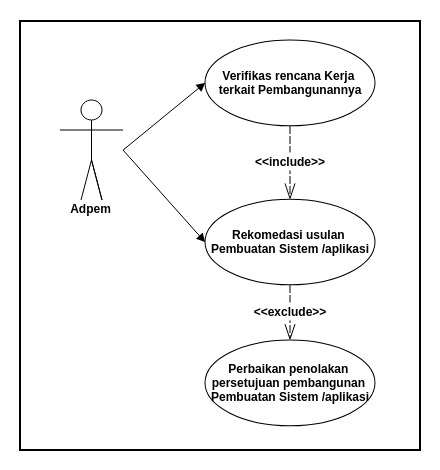 Verifikas rencana Kerja
terkait Pembangunannya
<<include>>
Adpem
Rekomedasi usulan
Pembuatan Sistem /aplikasi
<<exclude>>
Perbaikan penolakan
persetujuan pembangunan
Pembuatan Sistem /aplikasi